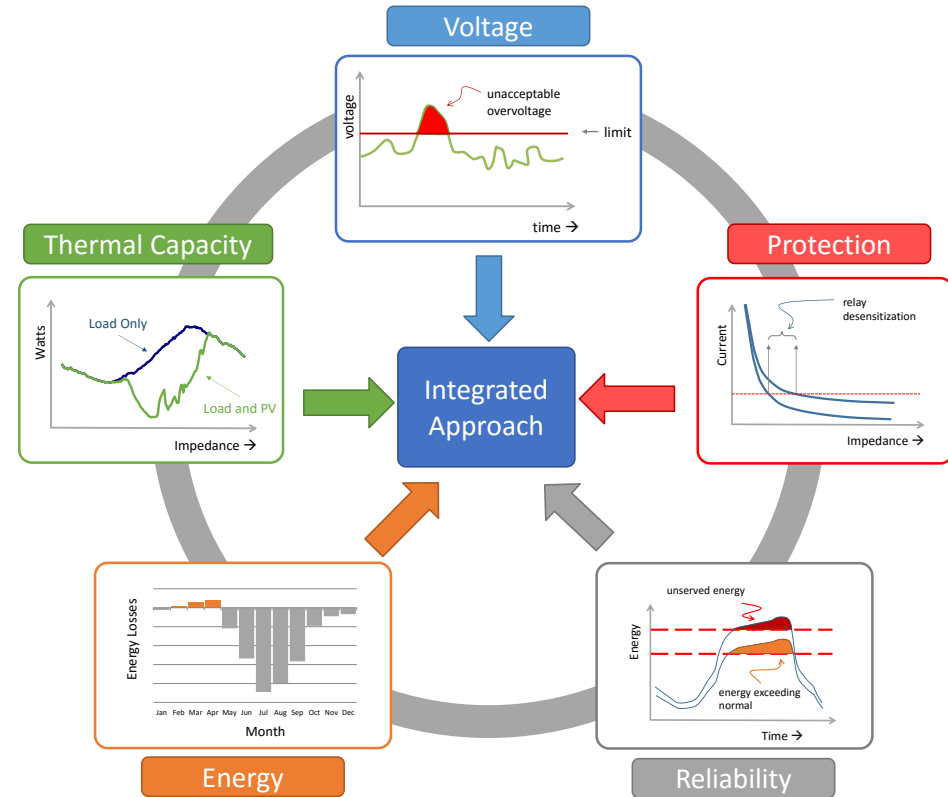 Voltage
voltage
unacceptable
overvoltage
← limit
time →
Thermal Capacity
Watts
Load Only
Load and PV
Impedance →
Protection
Current
relay
desensitization
Impedance →
Integrated
Approach
Energy Losses
Jan Feb Mar Apr May Jun Jul Aug Sep Oct Nov Dec
Month
Energy
Energy
unserved energy
energy exceeding
normal
Time →
Reliability